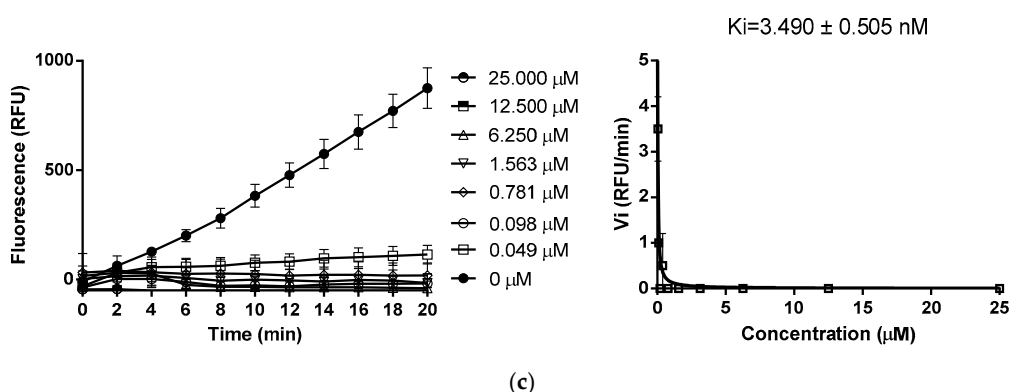 Ki=3.490 ± 0.505 nM
Fluorescence (RFU)
1000
500
0
0 2 4 6 8 10 12 14 16 18 20
Time (min)
25.000 µM
12.500 µM
6.250 µM
1.563 µM
0.781 µM
0.098 µM
0.049 µM
0 µM
Vi (RFU/min)
5
4
3
2
1
0
0 5 10 15 20 25
Concentration (µM)
(c)